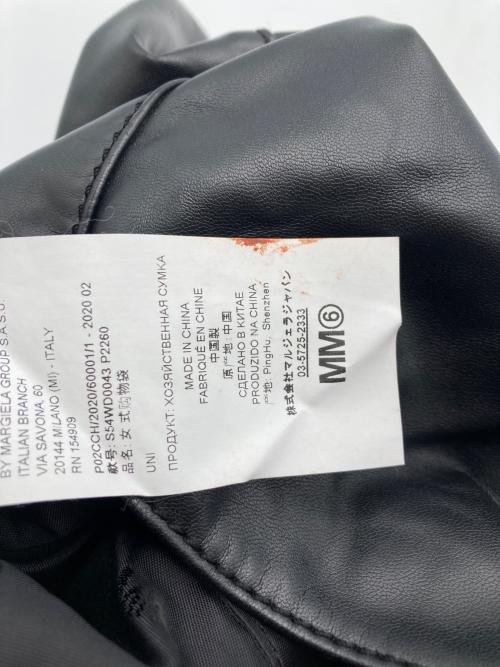 BY MARGIELA GROUP S.A.S.U.
ITALIAN BRANCH
VIA SAVONA, 60
20144 MILANO (MI) - ITALY
RN 154909
P02CCH/2020/60001/1 - 2020 02
款号: S54WD0043 P2260
品名: 女式购物袋
UNI
ПРОДУКТ: ХОЗЯЙСТВЕННАЯ СУМКА
MADE IN CHINA
FABRIQUÉ EN CHINE
中国製
原产地: 中国
СДЕЛАНО В КИТАЕ
PRODUZIDO NA CHINA
产地: PingHu, Shenzhen
MM⑥
株式会社マルジェラジャパン
03-5725-2333